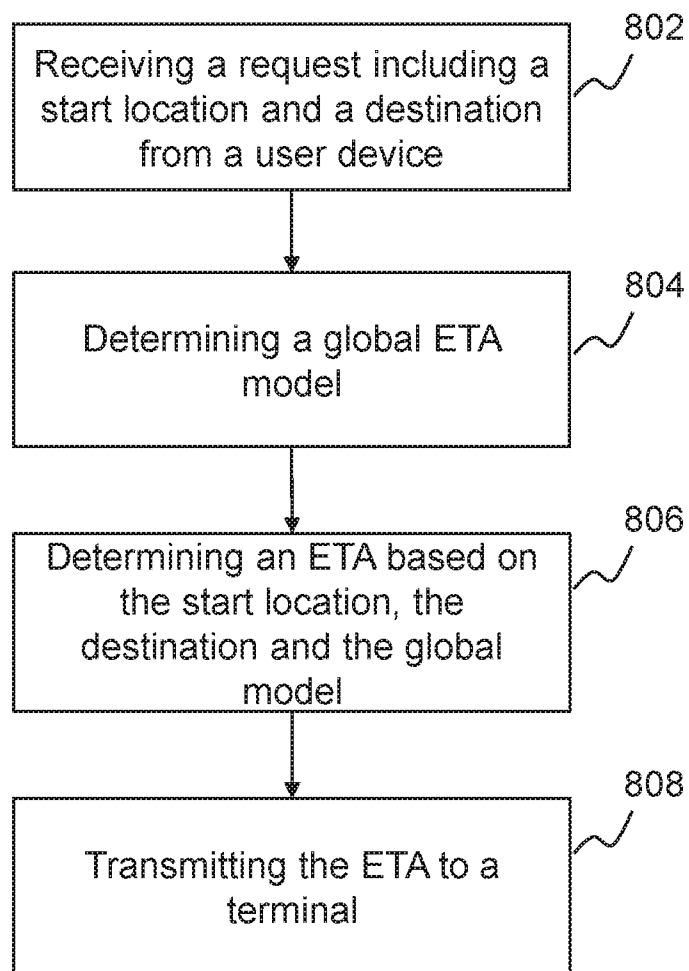 802
Receiving a request including a
start location and a destination
from a user device
804
Determining a global ETA
model
806
Determining an ETA based on
the start location, the
destination and the global
model
808
Transmitting the ETA to a
terminal